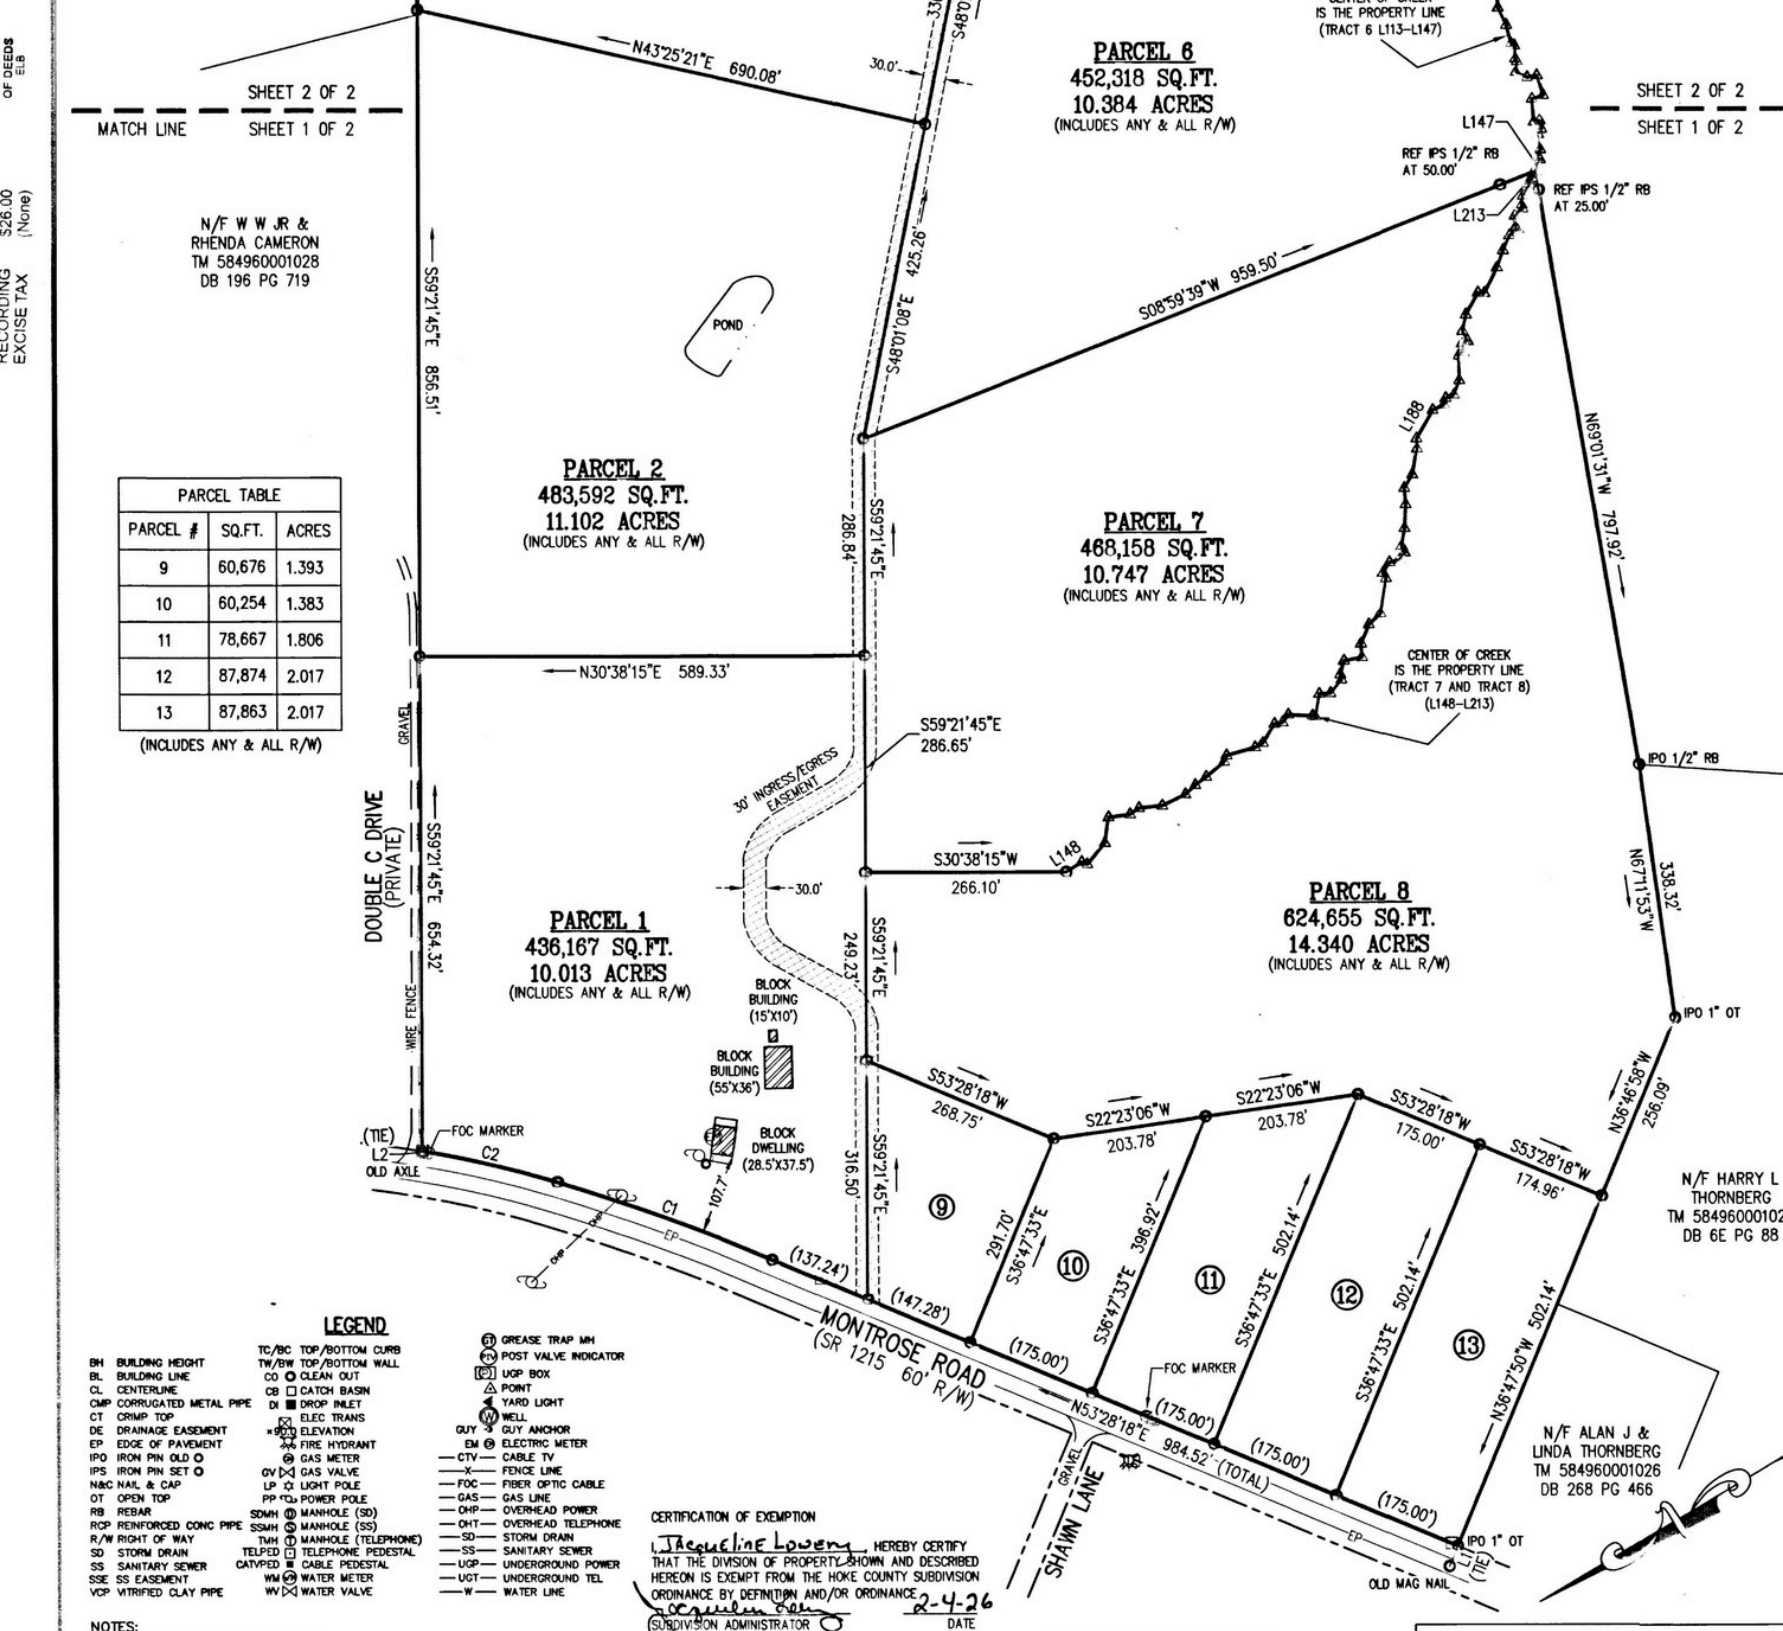 OF DEEDS
ELB
$26.00
(None)
RECORDING
EXCISE TAX
SHEET 2 OF 2
MATCH LINE
SHEET 1 OF 2
N43°25'21"E 690.08'
30.0'
IS THE PROPERTY LINE
(TRACT 6 L113-L147)
PARCEL 6
452,318 SQ.FT.
10.384 ACRES
(INCLUDES ANY & ALL R/W)
SHEET 2 OF 2
SHEET 1 OF 2
L147
REF IPS 1/2" RB
AT 50.00'
REF IPS 1/2" RB
AT 25.00'
L213
N/F W W JR &
RHENDA CAMERON
TM 584960001028
DB 196 PG 719
S59°21'45"E 856.51'
POND
S48°01'08"E 425.26'
S08°59'39"W 959.50'
L188
N69°01'31"W 797.92'
PARCEL 2
483,592 SQ.FT.
11.102 ACRES
(INCLUDES ANY & ALL R/W)
S59°21'45"E
286.84'
PARCEL 7
468,158 SQ.FT.
10.747 ACRES
(INCLUDES ANY & ALL R/W)
PARCEL TABLE
PARCEL # SQ.FT. ACRES
9 60,676 1.393
10 60,254 1.383
11 78,667 1.806
12 87,874 2.017
13 87,863 2.017
(INCLUDES ANY & ALL R/W)
N30°38'15"E 589.33'
CENTER OF CREEK
IS THE PROPERTY LINE
(TRACT 7 AND TRACT 8)
(L148-L213)
GRAVEL
S59°21'45"E
286.65'
30' INGRESS/EGRESS
EASEMENT
IPO 1/2" RB
DOUBLE C DRIVE
(PRIVATE)
S59°21'45"E 654.32'
WIRE FENCE
30.0'
S30°38'15"W
266.10'
L148
338.32'
N67°11'53"W
PARCEL 1
436,167 SQ.FT.
10.013 ACRES
(INCLUDES ANY & ALL R/W)
S59°21'45"E
249.23'
PARCEL 8
624,655 SQ.FT.
14.340 ACRES
(INCLUDES ANY & ALL R/W)
BLOCK
BUILDING
(15'X10')
BLOCK
BUILDING
(55'X36')
IPO 1" OT
N36°46'58"W
256.09'
S53°28'18"W
268.75'
S22°23'06"W
203.78'
S22°23'06"W
203.78'
S53°28'18"W
175.00'
S53°28'18"W
174.96'
(TIE)
L2
OLD AXLE
FOC MARKER
C2
BLOCK
DWELLING
(28.5'X37.5')
107.7'
S59°21'45"E
316.50'
C1
EP
OHP
OHP
9
291.70'
S36°47'33"E
10
S36°47'33"E 396.92'
11
S36°47'33"E 502.14'
12
S36°47'33"E 502.14'
13
N36°47'50"W 502.14'
N/F HARRY L
THORNBERG
DB 6E PG 88
(137.24')
(147.28')
(175.00')
(175.00')
(175.00')
(175.00')
MONTROSE ROAD
(SR 1215 60' R/W)
FOC MARKER
N53°28'18"E 984.52' (TOTAL)
GRAVEL
SHAWN LANE
EP
IPO 1" OT
L1
(TIE)
OLD MAG NAIL
N/F ALAN J &
LINDA THORNBERG
TM 584960001026
DB 268 PG 466
N
LEGEND
BH BUILDING HEIGHT
BL BUILDING LINE
CL CENTERLINE
CMP CORRUGATED METAL PIPE
CT CRIMP TOP
DE DRAINAGE EASEMENT
EP EDGE OF PAVEMENT
IPO IRON PIN OLD
IPS IRON PIN SET
N&C NAIL & CAP
OT OPEN TOP
RB REBAR
RCP REINFORCED CONC PIPE
R/W RIGHT OF WAY
SD STORM DRAIN
SS SANITARY SEWER
SSE SS EASEMENT
VCP VITRIFIED CLAY PIPE
TC/BC TOP/BOTTOM CURB
TW/BW TOP/BOTTOM WALL
CO CLEAN OUT
CB CATCH BASIN
DI DROP INLET
ELEC TRANS
ELEVATION
FIRE HYDRANT
GAS METER
GV GAS VALVE
LP LIGHT POLE
PP POWER POLE
SDMH MANHOLE (SD)
SSMH MANHOLE (SS)
TMH MANHOLE (TELEPHONE)
TELPED TELEPHONE PEDESTAL
CATVPED CABLE PEDESTAL
WM WATER METER
WV WATER VALVE
GT GREASE TRAP MH
PIV POST VALVE INDICATOR
UGP BOX
POINT
YARD LIGHT
W WELL
GUY GUY ANCHOR
EM ELECTRIC METER
CTV CABLE TV
X FENCE LINE
FOC FIBER OPTIC CABLE
GAS GAS LINE
OHP OVERHEAD POWER
OHT OVERHEAD TELEPHONE
SD STORM DRAIN
SS SANITARY SEWER
UGP UNDERGROUND POWER
UGT UNDERGROUND TEL
W WATER LINE
CERTIFICATION OF EXEMPTION
I, Jacqueline Lowery, HEREBY CERTIFY
THAT THE DIVISION OF PROPERTY SHOWN AND DESCRIBED
HEREON IS EXEMPT FROM THE HOKE COUNTY SUBDIVISION
ORDINANCE BY DEFINITION AND/OR ORDINANCE
2-4-26
SUBDIVISION ADMINISTRATOR DATE
NOTES: